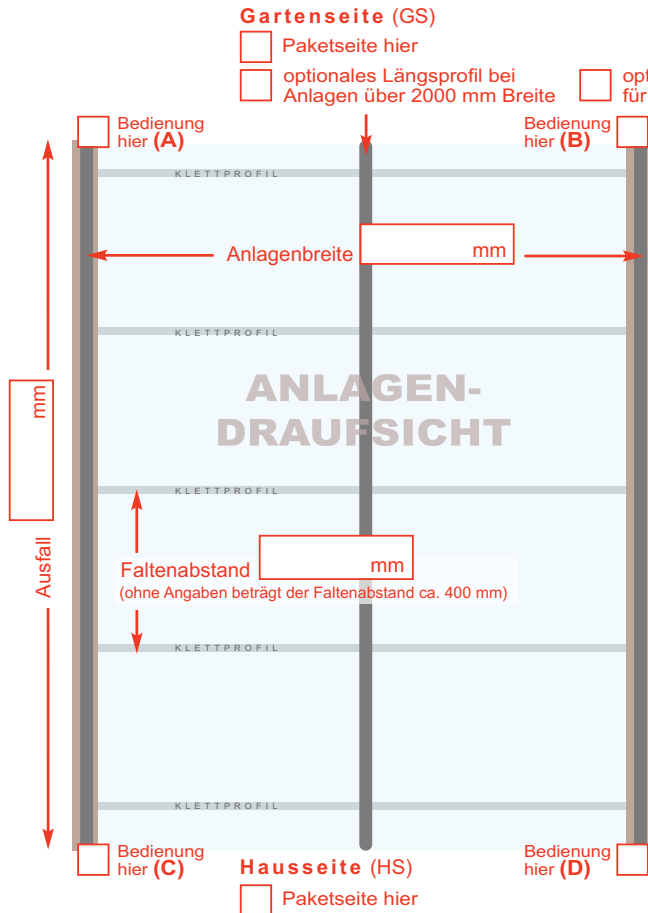 Gartenseite (GS)
Paketseite hier
optionales Längsprofil bei
Anlagen über 2000 mm Breite
für
Bedienung
hier (A)
Bedienung
hier (B)
KLETTPROFIL
Anlagenbreite
mm
KLETTPROFIL
ANLAGEN-
DRAUFSICHT
mm
KLETTPROFIL
Ausfall
Faltenabstand
mm
(ohne Angaben beträgt der Faltenabstand ca. 400 mm)
KLETTPROFIL
KLETTPROFIL
Bedienung
hier (C)
Bedienung
hier (D)
Hausseite (HS)
Paketseite hier